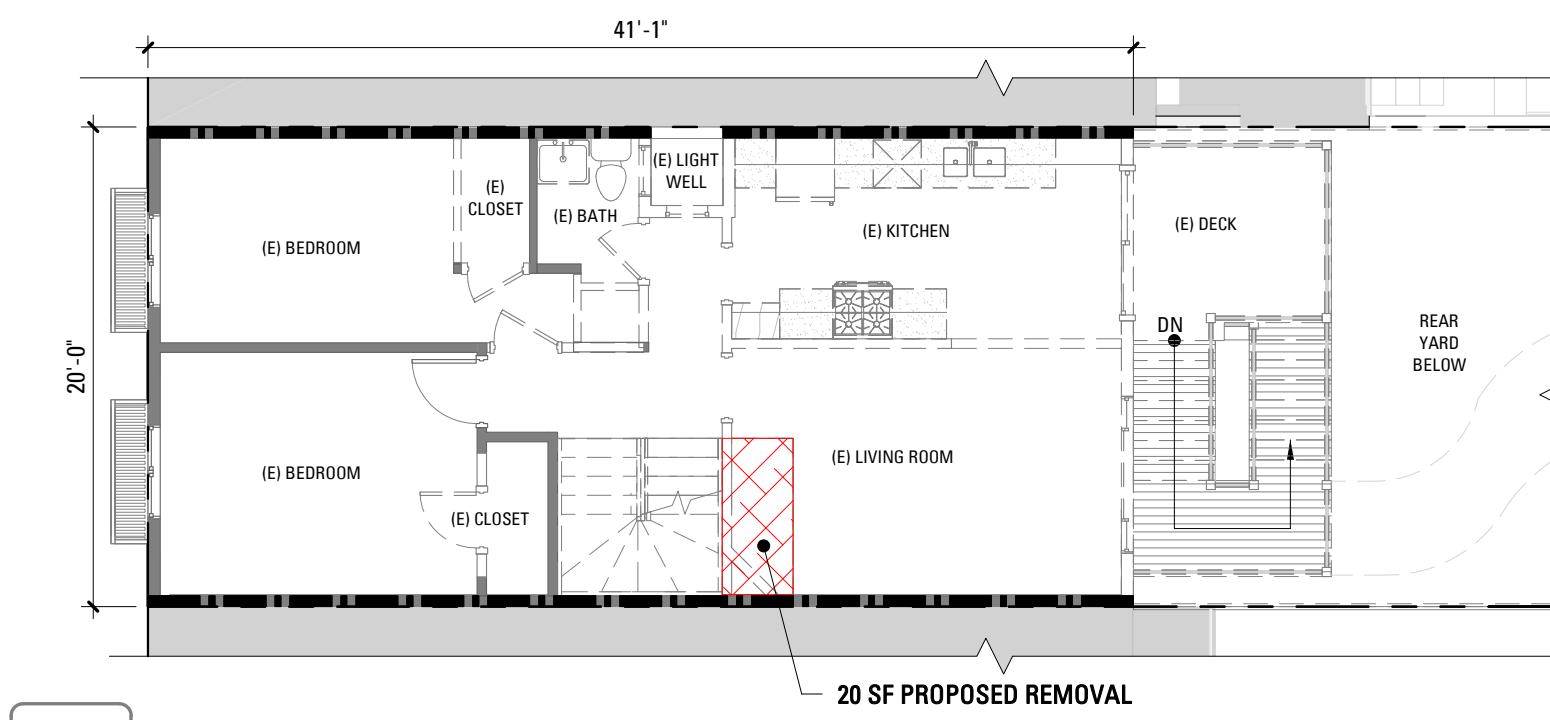 41'-1"
(E) LIGHT
WELL
(E)
CLOSET
(E) BATH
(E) KITCHEN
(E) DECK
(E) BEDROOM
DN
REAR
YARD
BELOW
20'-0"
(E) LIVING ROOM
(E) BEDROOM
(E) CLOSET
20 SF PROPOSED REMOVAL